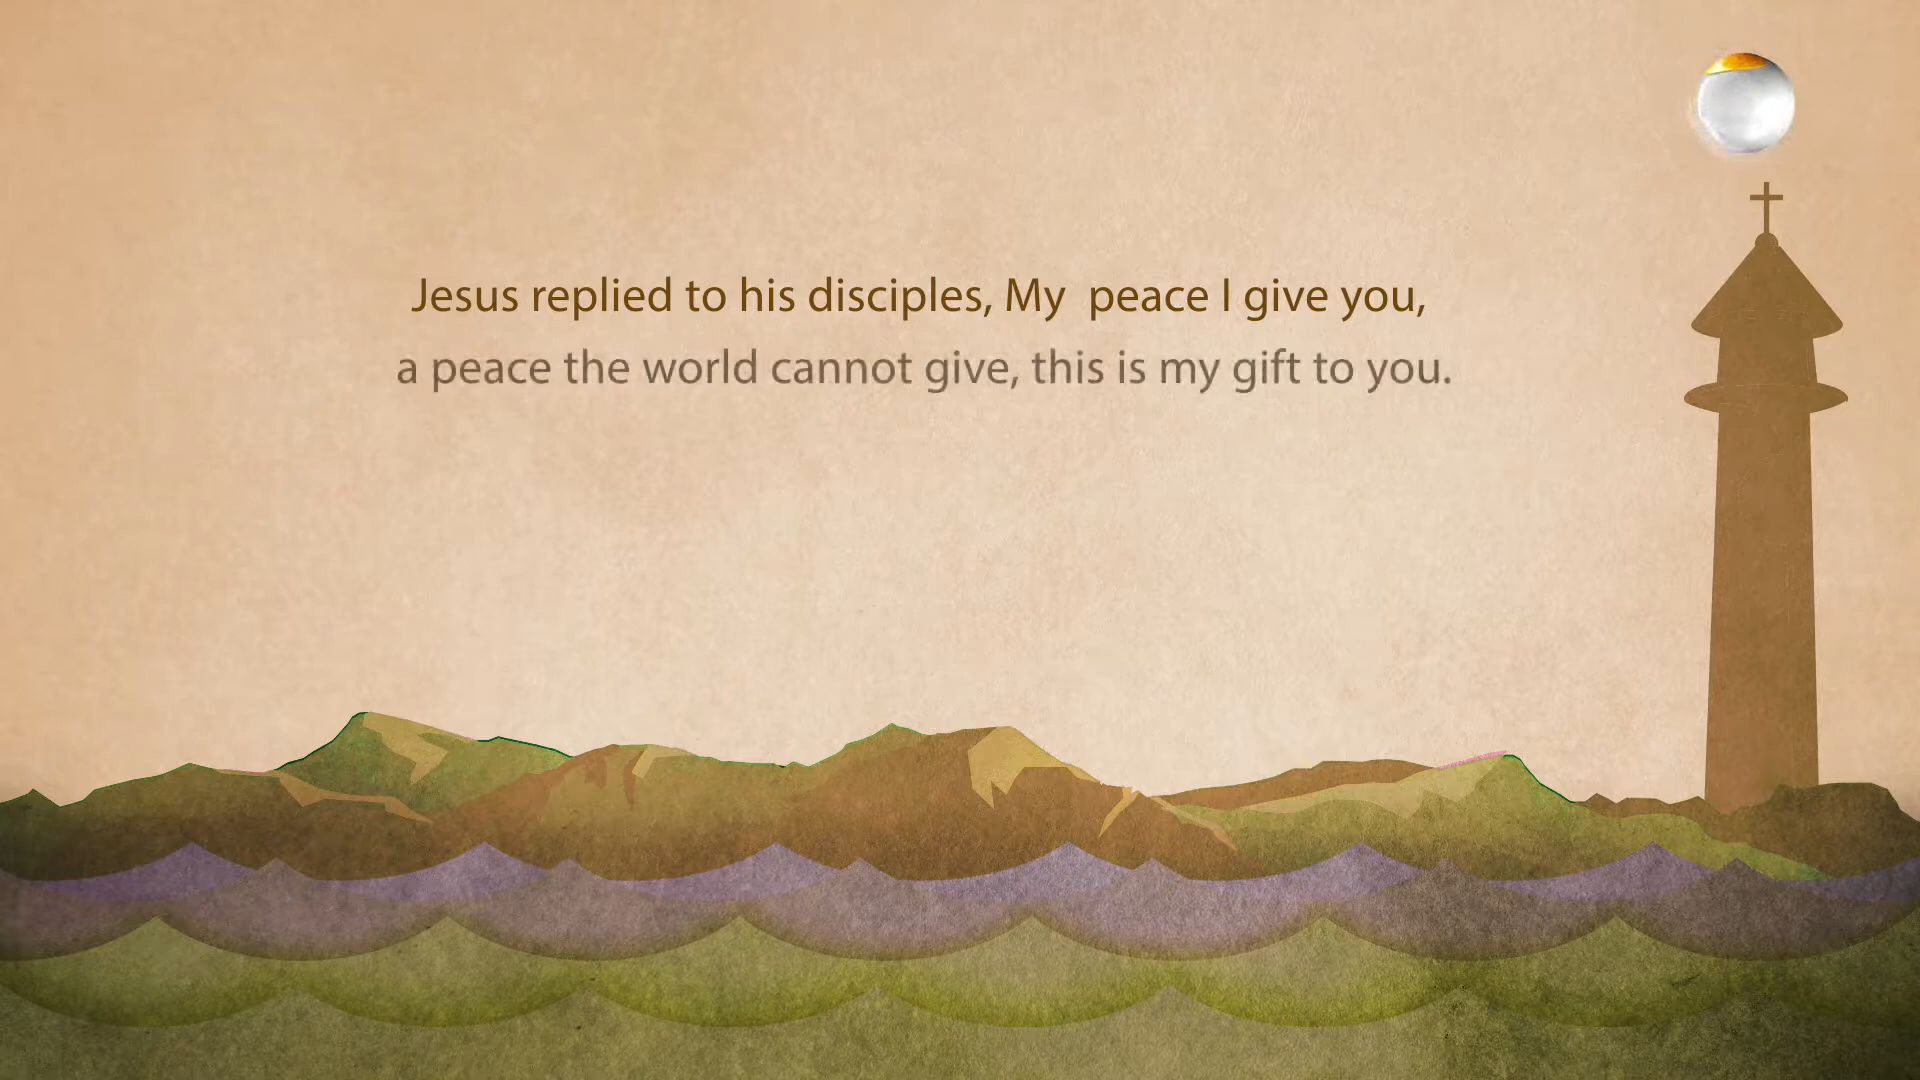 Jesus replied to his disciples, My  peace I give you,
a peace the world cannot give, this is my gift to you.